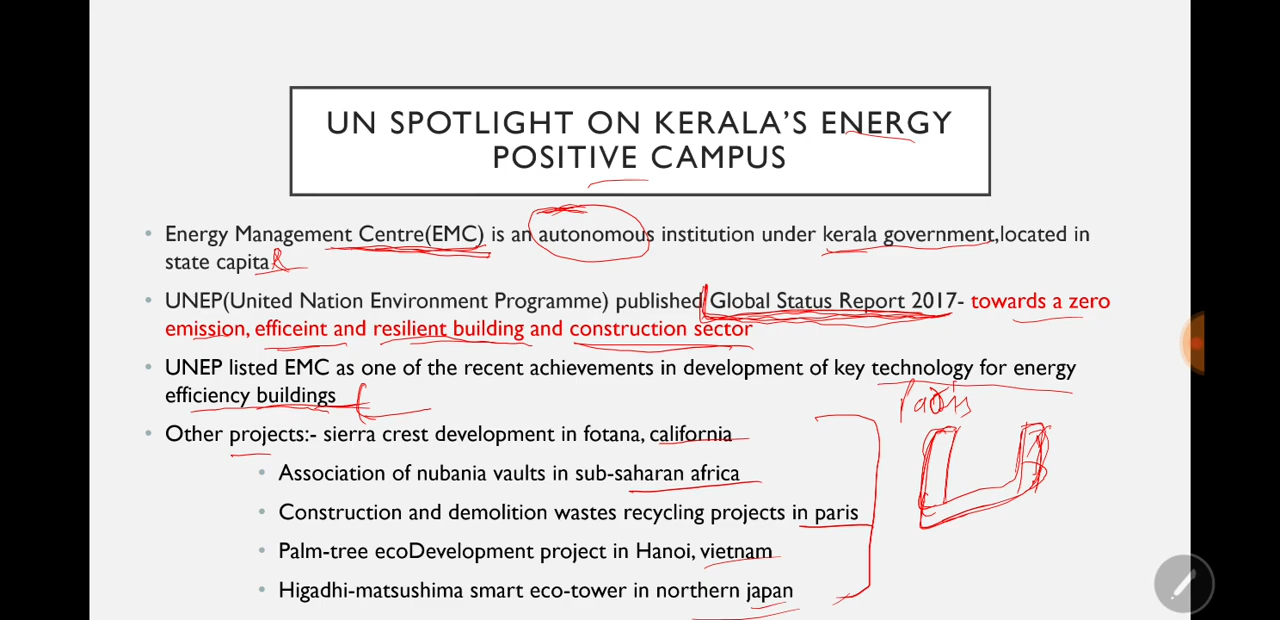 UN SPOTLIGHT ON KERALA'S ENERGY
POSITIVE CAMPUS
• Energy Management Centre(EMC) is an autonomous institution under kerala government,located in
state capital
• UNEP(United Nation Environment Programme) published Global Status Report 2017- towards a zero
emission, efficeint and resilient building and construction sector
• UNEP listed EMC as one of the recent achievements in development of key technology for energy
efficiency buildings
• Other projects:- sierra crest development in fotana, california
• Association of nubania vaults in sub-saharan africa
• Construction and demolition wastes recycling projects in paris
• Palm-tree ecoDevelopment project in Hanoi, vietnam
• Higadhi-matsushima smart eco-tower in northern japan